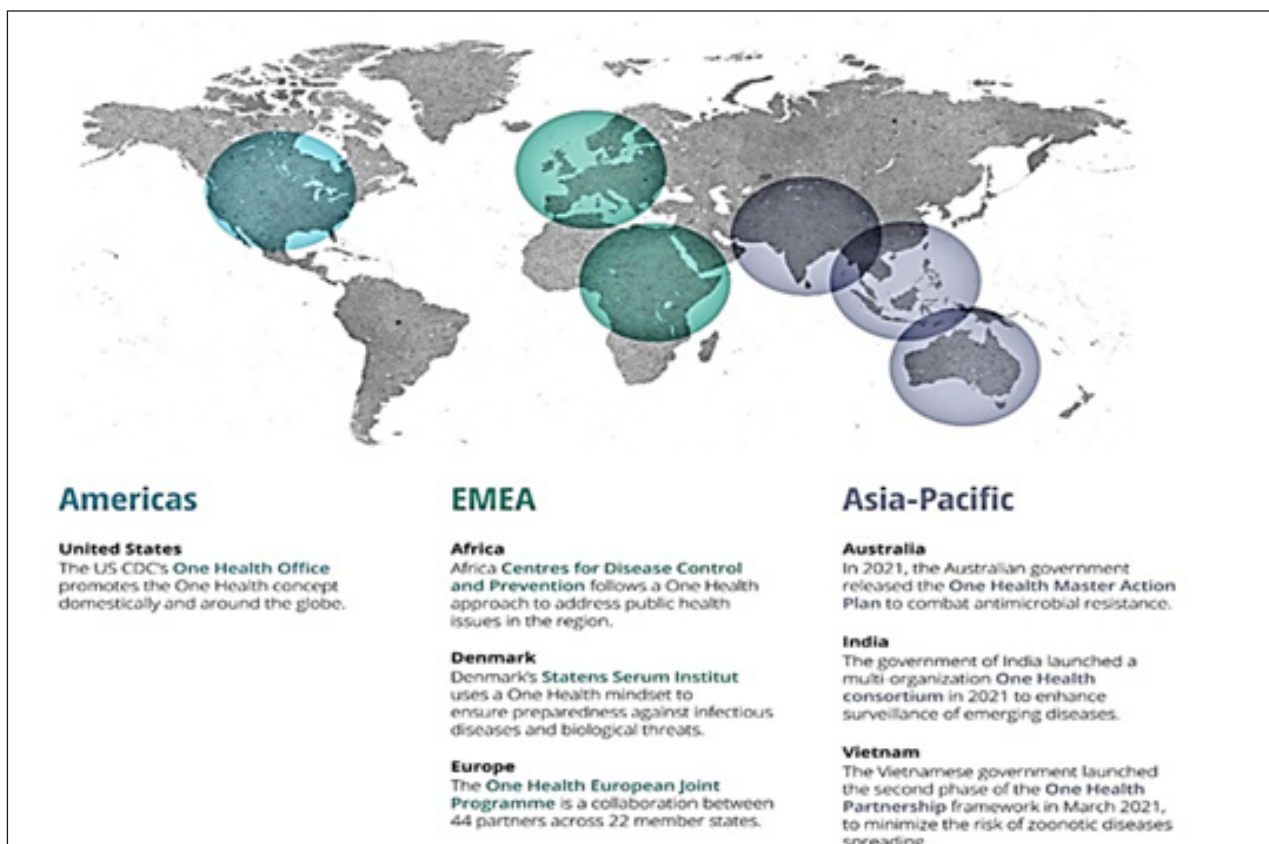 Americas
United States
The US CDC's One Health Office
promotes the One Health concept
domestically and around the globe.
EMEA
Africa
Africa Centres for Disease Control
and Prevention follows a One Health
approach to address public health
issues in the region.
Denmark
Denmark's Statens Serum Institut
uses a One Health mindset to
ensure preparedness against infectious
diseases and biological threats.
Europe
The One Health European Joint
Programme is a collaboration between
44 partners across 22 member states.
Asia-Pacific
Australia
In 2021, the Australian government
released the One Health Master Action
Plan to combat antimicrobial resistance.
India
The government of India launched a
multi-organization One Health
consortium in 2021 to enhance
surveillance of emerging diseases.
Vietnam
The Vietnamese government launched
the second phase of the One Health
Partnership framework in March 2021,
to minimize the risk of zoonotic diseases
spreading